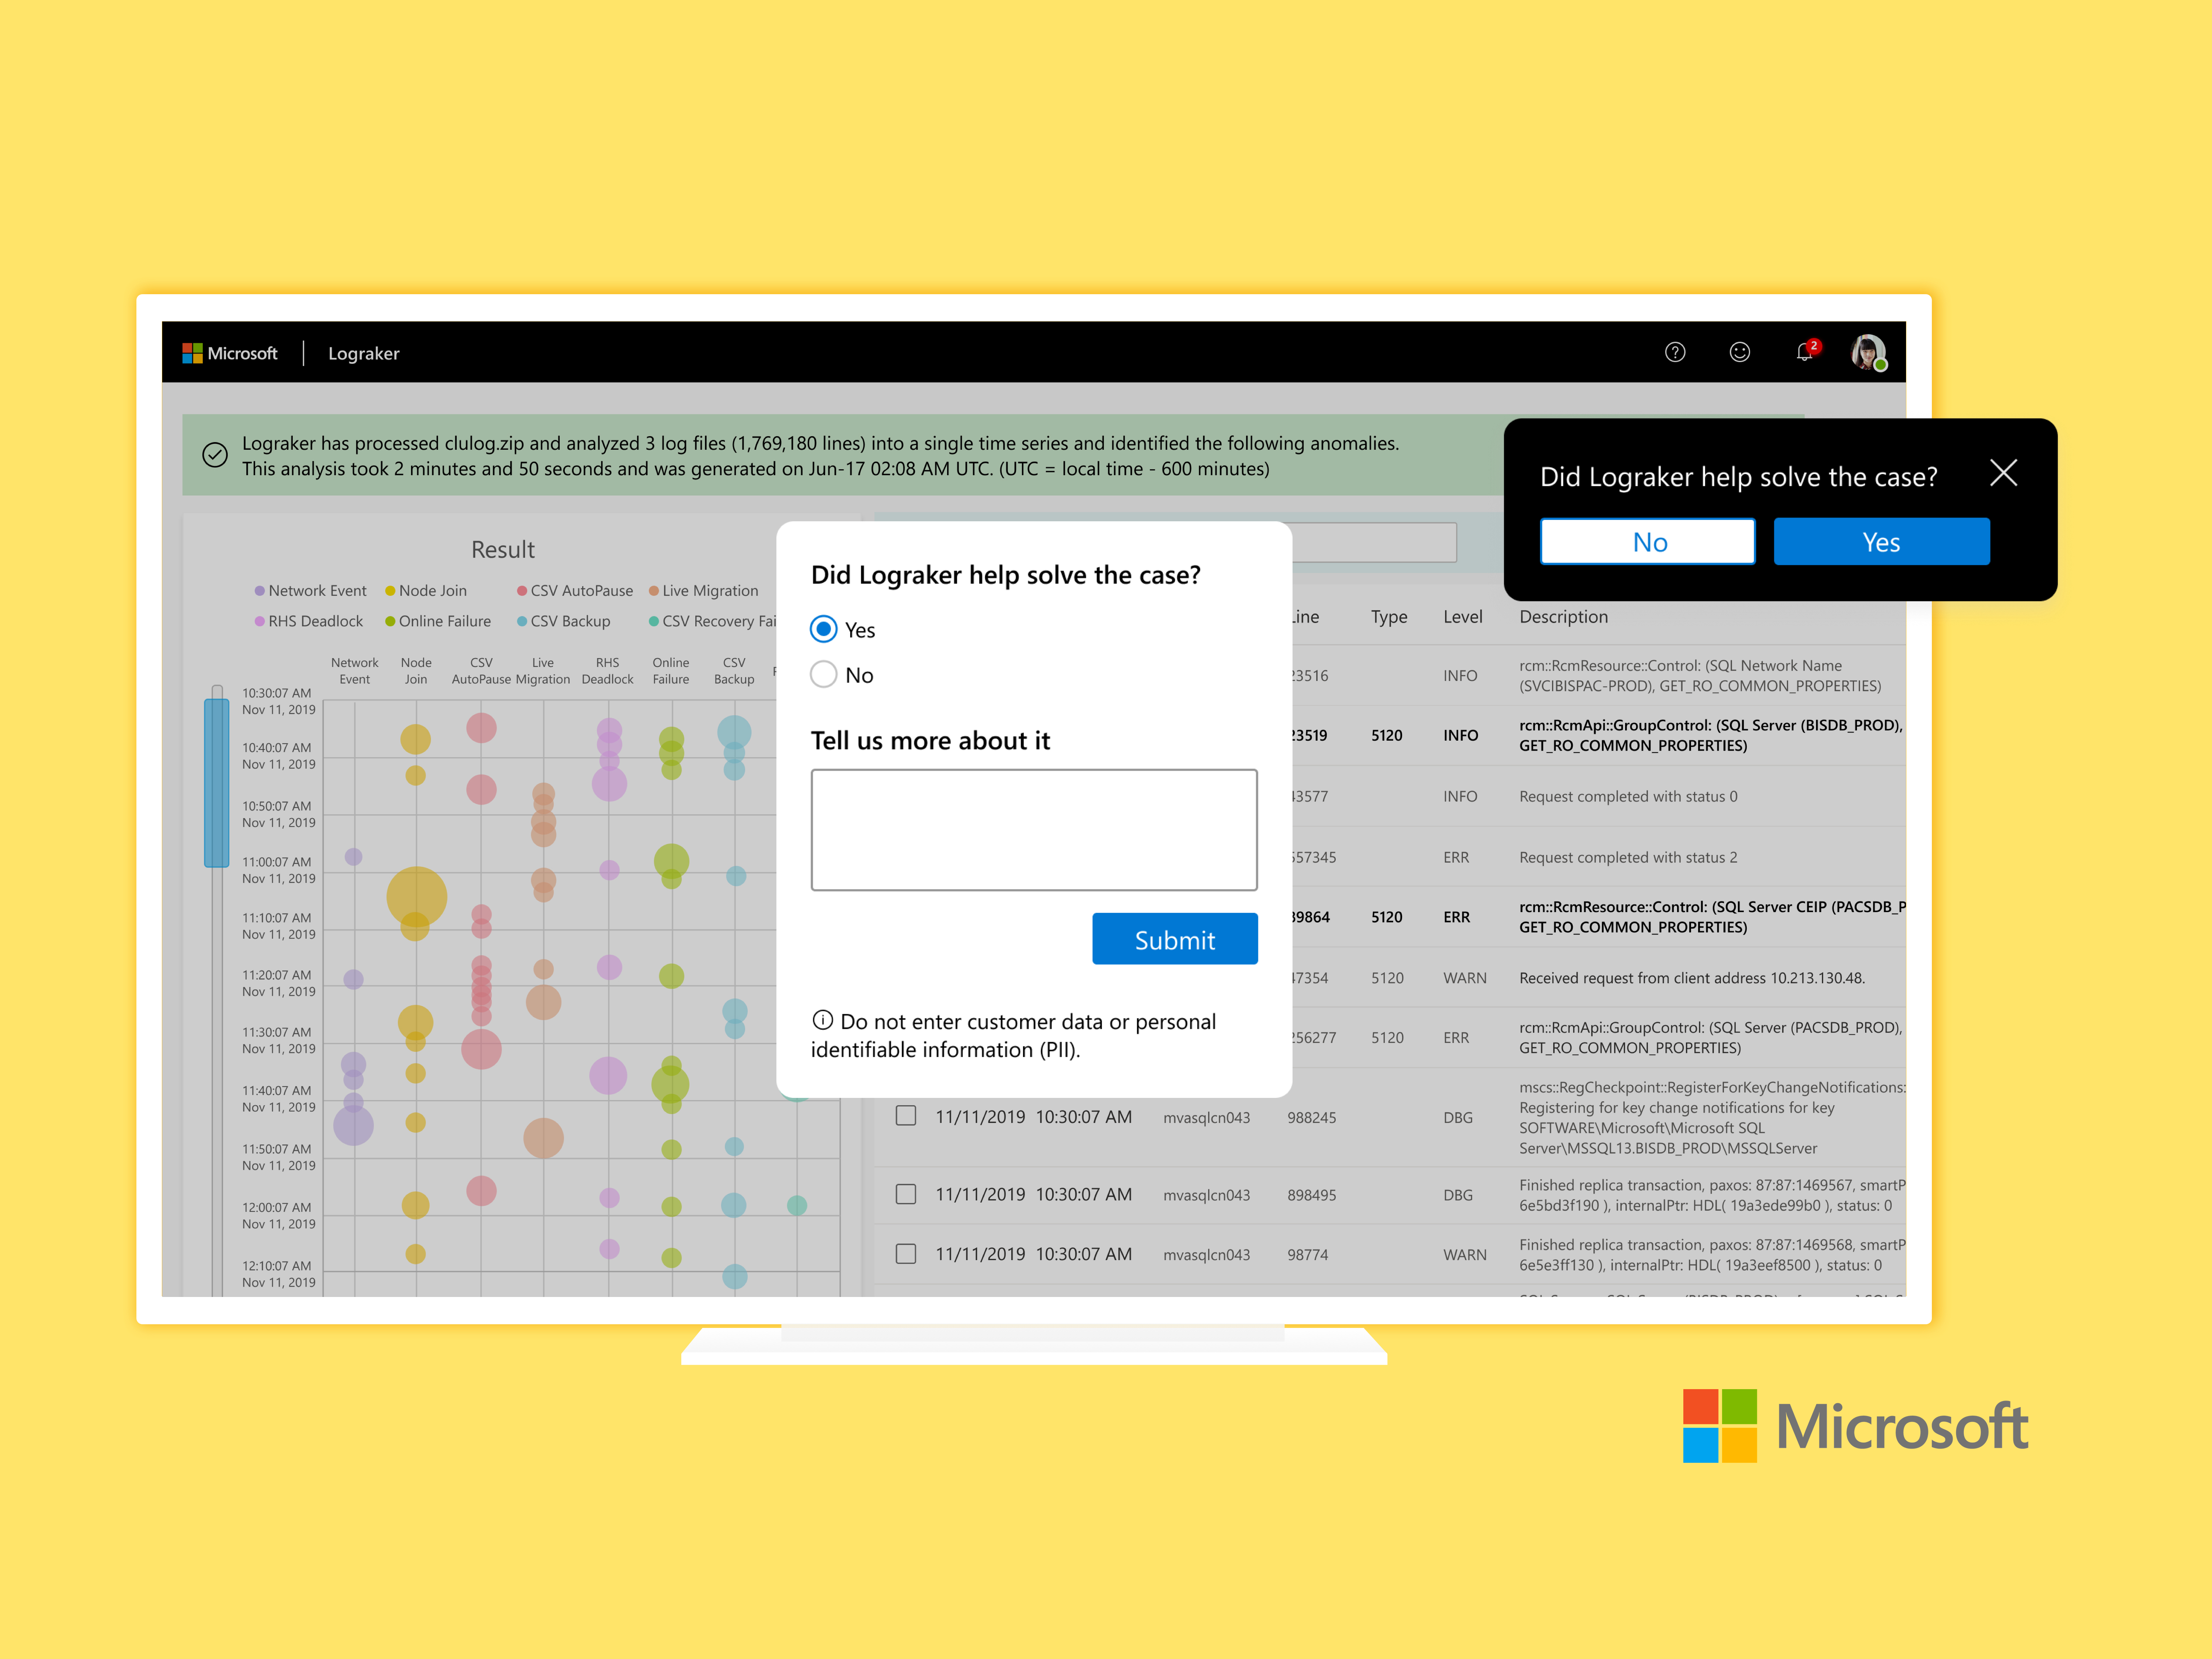 Microsoft
Lograker
2
Lograker has processed clulog.zip and analyzed 3 log files (1,769,180 lines) into a single time series and identified the following anomalies.
This analysis took 2 minutes and 50 seconds and was generated on Jun-17 02:08 AM UTC. (UTC = local time - 600 minutes)
Did Lograker help solve the case?
No
Yes
Result
Network Event
Node Join
CSV AutoPause
Live Migration
RHS Deadlock
Online Failure
CSV Backup
CSV Recovery
Network
Event
Node
Join
CSV
AutoPause
Live
Migration
RHS
Deadlock
Online
Failure
CSV
Backup
10:30:07 AM
Nov 11, 2019
10:40:07 AM
Nov 11, 2019
10:50:07 AM
Nov 11, 2019
11:00:07 AM
Nov 11, 2019
11:10:07 AM
Nov 11, 2019
11:20:07 AM
Nov 11, 2019
11:30:07 AM
Nov 11, 2019
11:40:07 AM
Nov 11, 2019
11:50:07 AM
Nov 11, 2019
12:00:07 AM
Nov 11, 2019
12:10:07 AM
Nov 11, 2019
Did Lograker help solve the case?
Yes
No
Tell us more about it
Submit
Do not enter customer data or personal
identifiable information (PII).
Type Level Description
INFO rcm::RcmResource::Control: (SQL Network Name
(SVCIBISPAC-PROD), GET_RO_COMMON_PROPERTIES)
5120 INFO rcm::RcmApi::GroupControl: (SQL Server (BISDB_PROD),
GET_RO_COMMON_PROPERTIES)
INFO Request completed with status 0
ERR Request completed with status 2
5120 ERR rcm::RcmResource::Control: (SQL Server CEIP
GET_RO_COMMON_PROPERTIES)
5120 WARN Received request from client address 10.213.130.48.
5120 ERR rcm::RcmApi::GroupControl: (SQL Server (PACSDB_PROD),
GET_RO_COMMON_PROPERTIES)
11/11/2019 10:30:07 AM mvasqlcn043 988245 DBG mscs::RegCheckpoint::RegisterForKeyChangeNotifications:
Registering for key change notifications for key
SOFTWARE\Microsoft\Microsoft SQL
Server\MSSQL13.BISDB_PROD\MSSQLServer
11/11/2019 10:30:07 AM mvasqlcn043 898495 DBG Finished replica transaction, paxos: 87:87:1469567,
6e5bd3f190 ), internalPtr: HDL( 19a3ede99b0 ), status: 0
11/11/2019 10:30:07 AM mvasqlcn043 98774 WARN Finished replica transaction, paxos: 87:87:1469568,
6e5e3ff130 ), internalPtr: HDL( 19a3eef8500 ), status: 0
Microsoft